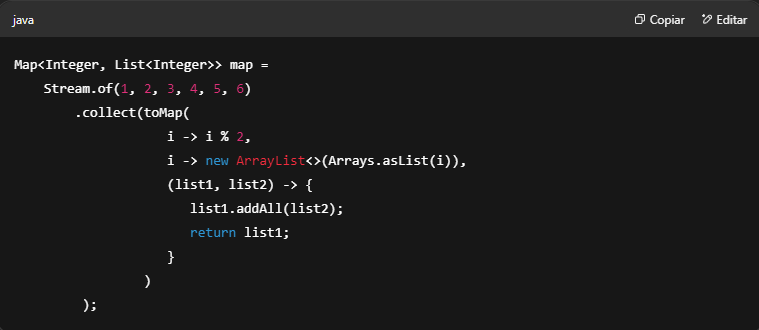 java Copiar Editar
Map<Integer, List<Integer>> map =
    Stream.of(1, 2, 3, 4, 5, 6)
        .collect(toMap(
                    i -> i % 2,
                    i -> new ArrayList<>(Arrays.asList(i)),
                    (list1, list2) -> {
                       list1.addAll(list2);
                       return list1;
                    }
                 )
         );